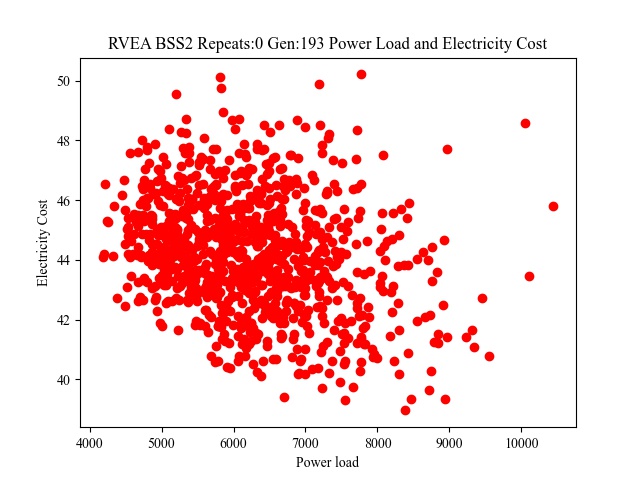 RVEA BSS2 Repeats:0 Gen:193 Power Load and Electricity Cost
50
48
46
44
42
40
Electricity Cost
4000 5000 6000 7000 8000 9000 10000
Power load